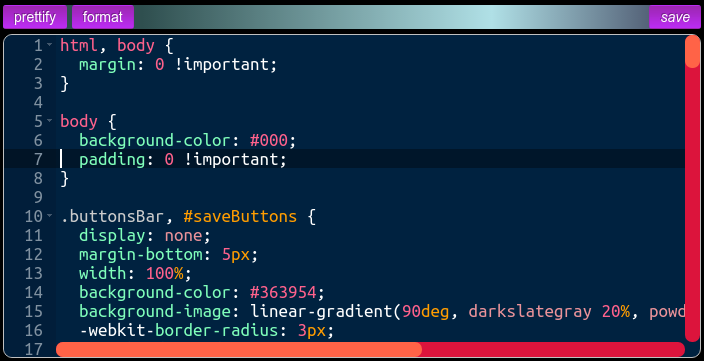 prettify format save
1 html, body {
2 margin: 0 !important;
3 }
4
5 body {
6 background-color: #000;
7 padding: 0 !important;
8 }
9
10 .buttonsBar, #saveButtons {
11 display: none;
12 margin-bottom: 5px;
13 width: 100%;
14 background-color: #363954;
15 background-image: linear-gradient(90deg, darkslategray 20%, powd
16 -webkit-border-radius: 3px;
17